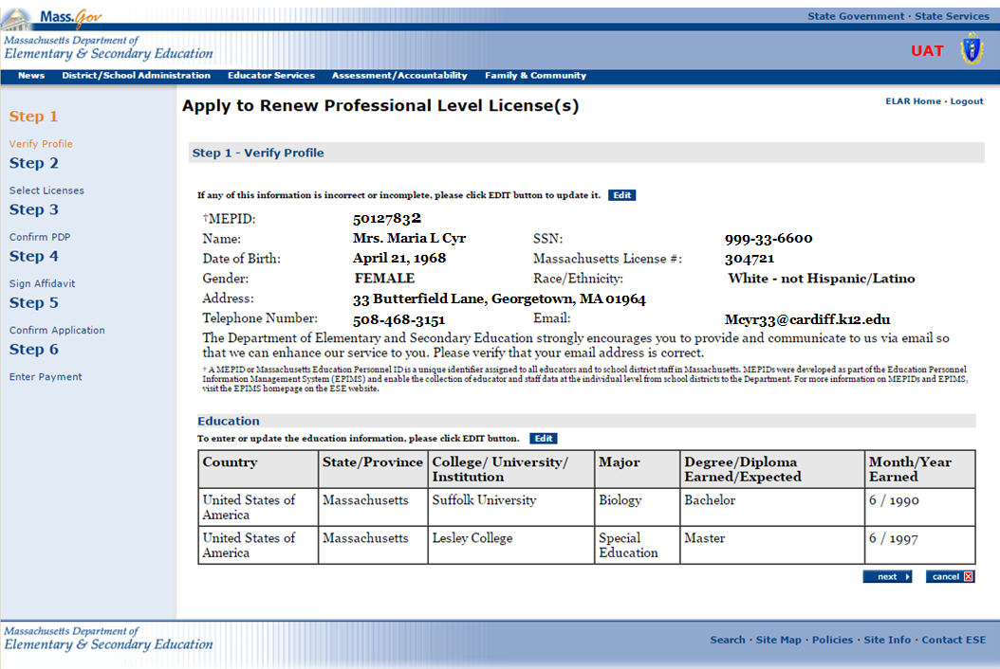 Mass.Gov
State Government · State Services
Massachusetts Department of
Elementary & Secondary Education
UAT
News District/School Administration Educator Services Assessment/Accountability Family & Community
Apply to Renew Professional Level License(s)
ELAR Home · Logout
Step 1
Verify Profile
Step 2
Select Licenses
Step 3
Confirm PDP
Step 4
Sign Affidavit
Step 5
Confirm Application
Step 6
Enter Payment
Step 1 - Verify Profile
If any of this information is incorrect or incomplete, please click EDIT button to update it. Edit
†MEPID: 50127832
Name: Mrs. Maria L Cyr SSN: 999-33-6600
Date of Birth: April 21, 1968 Massachusetts License #: 304721
Gender: FEMALE Race/Ethnicity: White - not Hispanic/Latino
Address: 33 Butterfield Lane, Georgetown, MA 01964
Telephone Number: 508-468-3151 Email: Mcyr33@cardiff.k12.edu
The Department of Elementary and Secondary Education strongly encourages you to provide and communicate to us via email so
that we can enhance our service to you. Please verify that your email address is correct.
† A MEPID or Massachusetts Education Personnel ID is a unique identifier assigned to all educators and to school district staff in Massachusetts. MEPIDs were developed as part of the Education Personnel
Information Management System (EPIMS) and enable the collection of educator and staff data at the individual level from school districts to the Department. For more information on MEPIDs and EPIMS,
visit the EPIMS homepage on the ESE website.
Education
To enter or update the education information, please click EDIT button. Edit
Country State/Province College/ University/ Major Degree/Diploma Month/Year
Institution Earned/Expected Earned
United States of Massachusetts Suffolk University Biology Bachelor 6 / 1990
America
United States of Massachusetts Lesley College Special Master 6 / 1997
America Education
next cancel
Massachusetts Department of
Elementary & Secondary Education
Search · Site Map · Policies · Site Info · Contact ESE